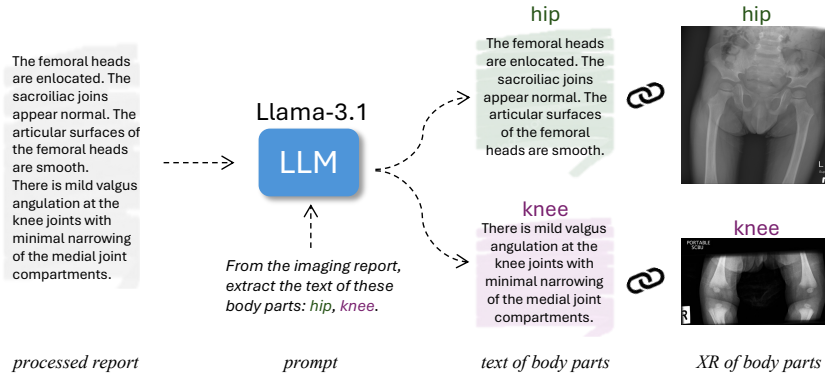 The femoral heads
are enlocated. The
sacroiliac joins
appear normal. The
articular surfaces of
the femoral heads
are smooth.
There is mild valgus
angulation at the
knee joints with
minimal narrowing
of the medial joint
compartments.
processed report
Llama-3.1
LLM
From the imaging report,
extract the text of these
body parts: hip, knee.
prompt
hip
The femoral heads
are enlocated. The
sacroiliac joins
appear normal. The
articular surfaces
of the femoral
heads are smooth.
knee
There is mild valgus
angulation at the
knee joints with
minimal narrowing
of the medial joint
compartments.
text of body parts
hip
L
knee
PORTABLE
SCBU
R
XR of body parts